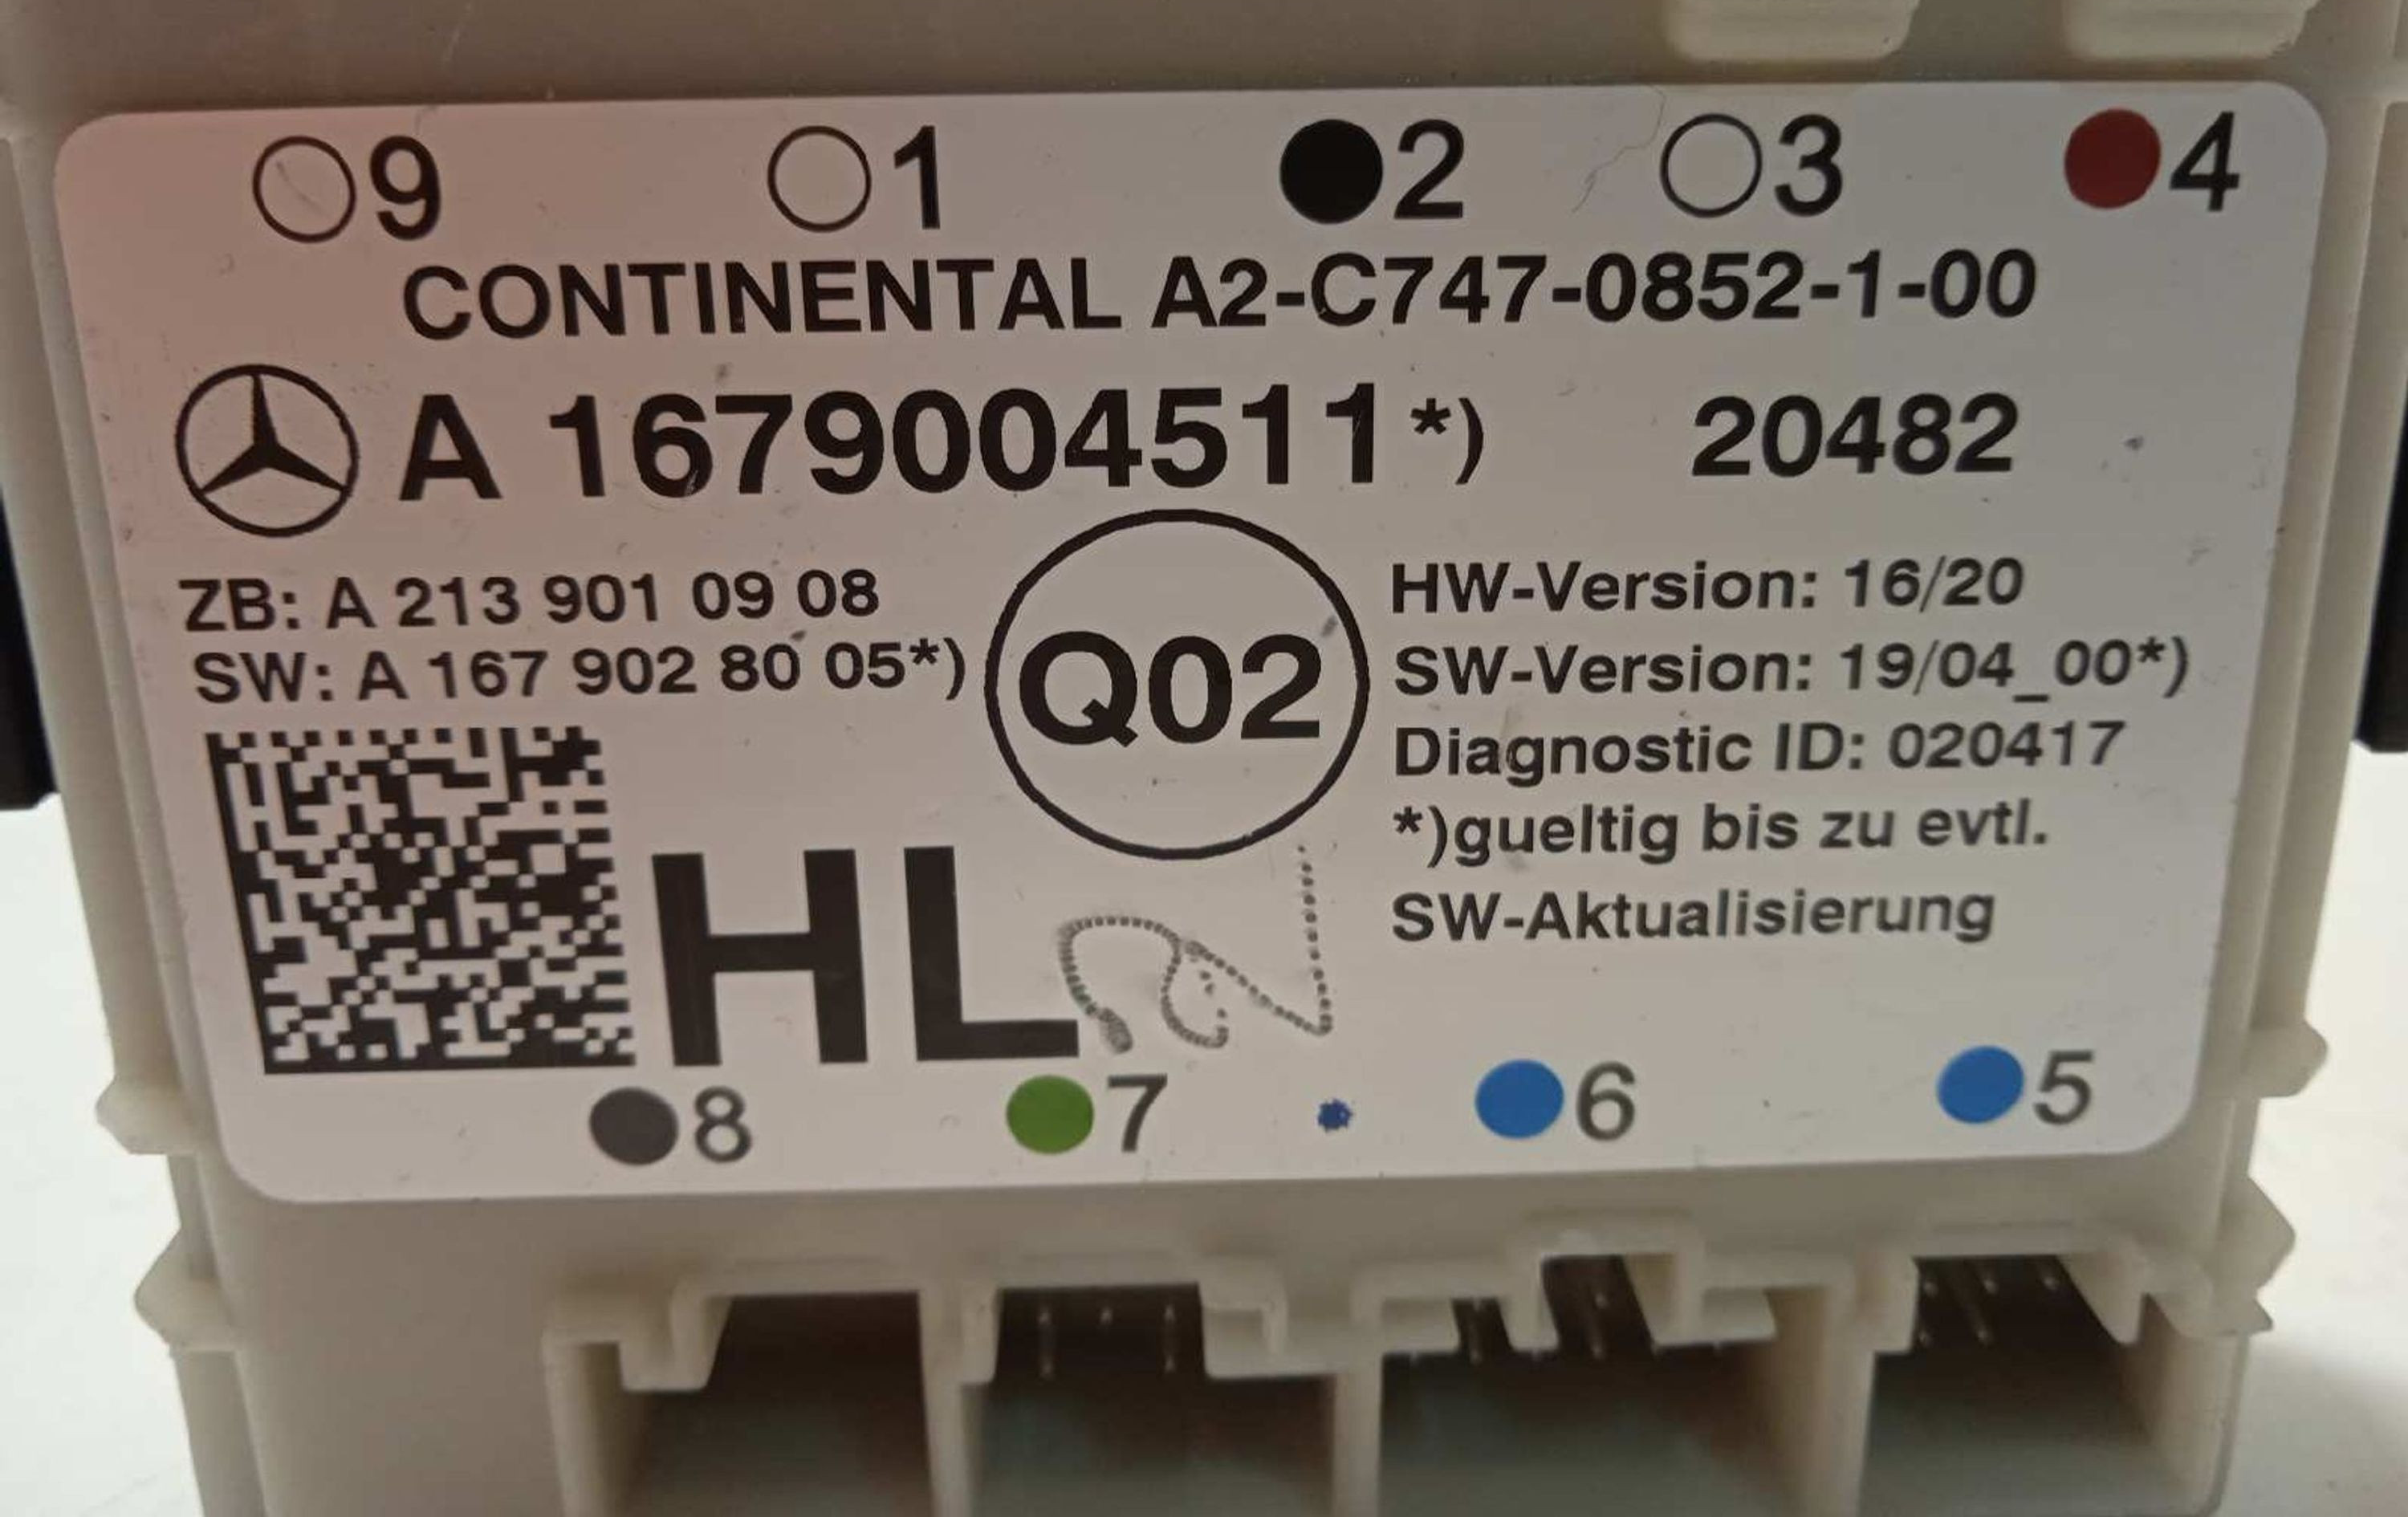 9 1 2 3 4
CONTINENTAL A2-C747-0852-1-00
A 1679004511*) 20482
ZB: A 213 901 09 08
SW: A 167 902 80 05*)
Q02
HW-Version: 16/20
SW-Version: 19/04_00*)
Diagnostic ID: 020417
*)gueltig bis zu evtl.
SW-Aktualisierung
HL
8 7 6 5